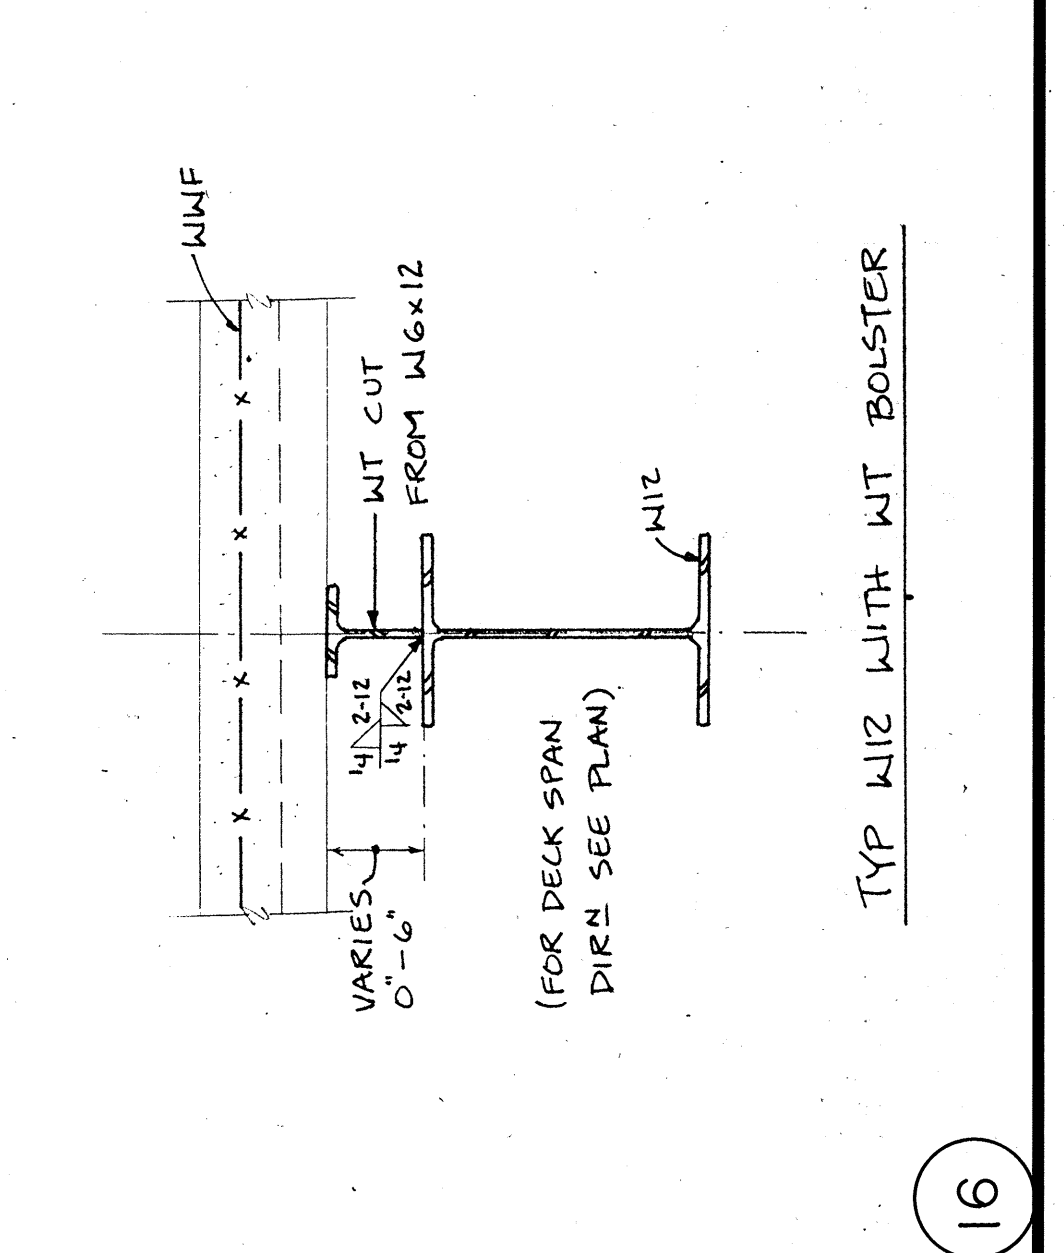 WWF
WT CUT
FROM W6x12
1/4 2-12
1/4 2-12
VARIES
0"-6"
W12
(FOR DECK SPAN
DIRN SEE PLAN)
TYP W12 WITH WT BOLSTER
16
x x x x